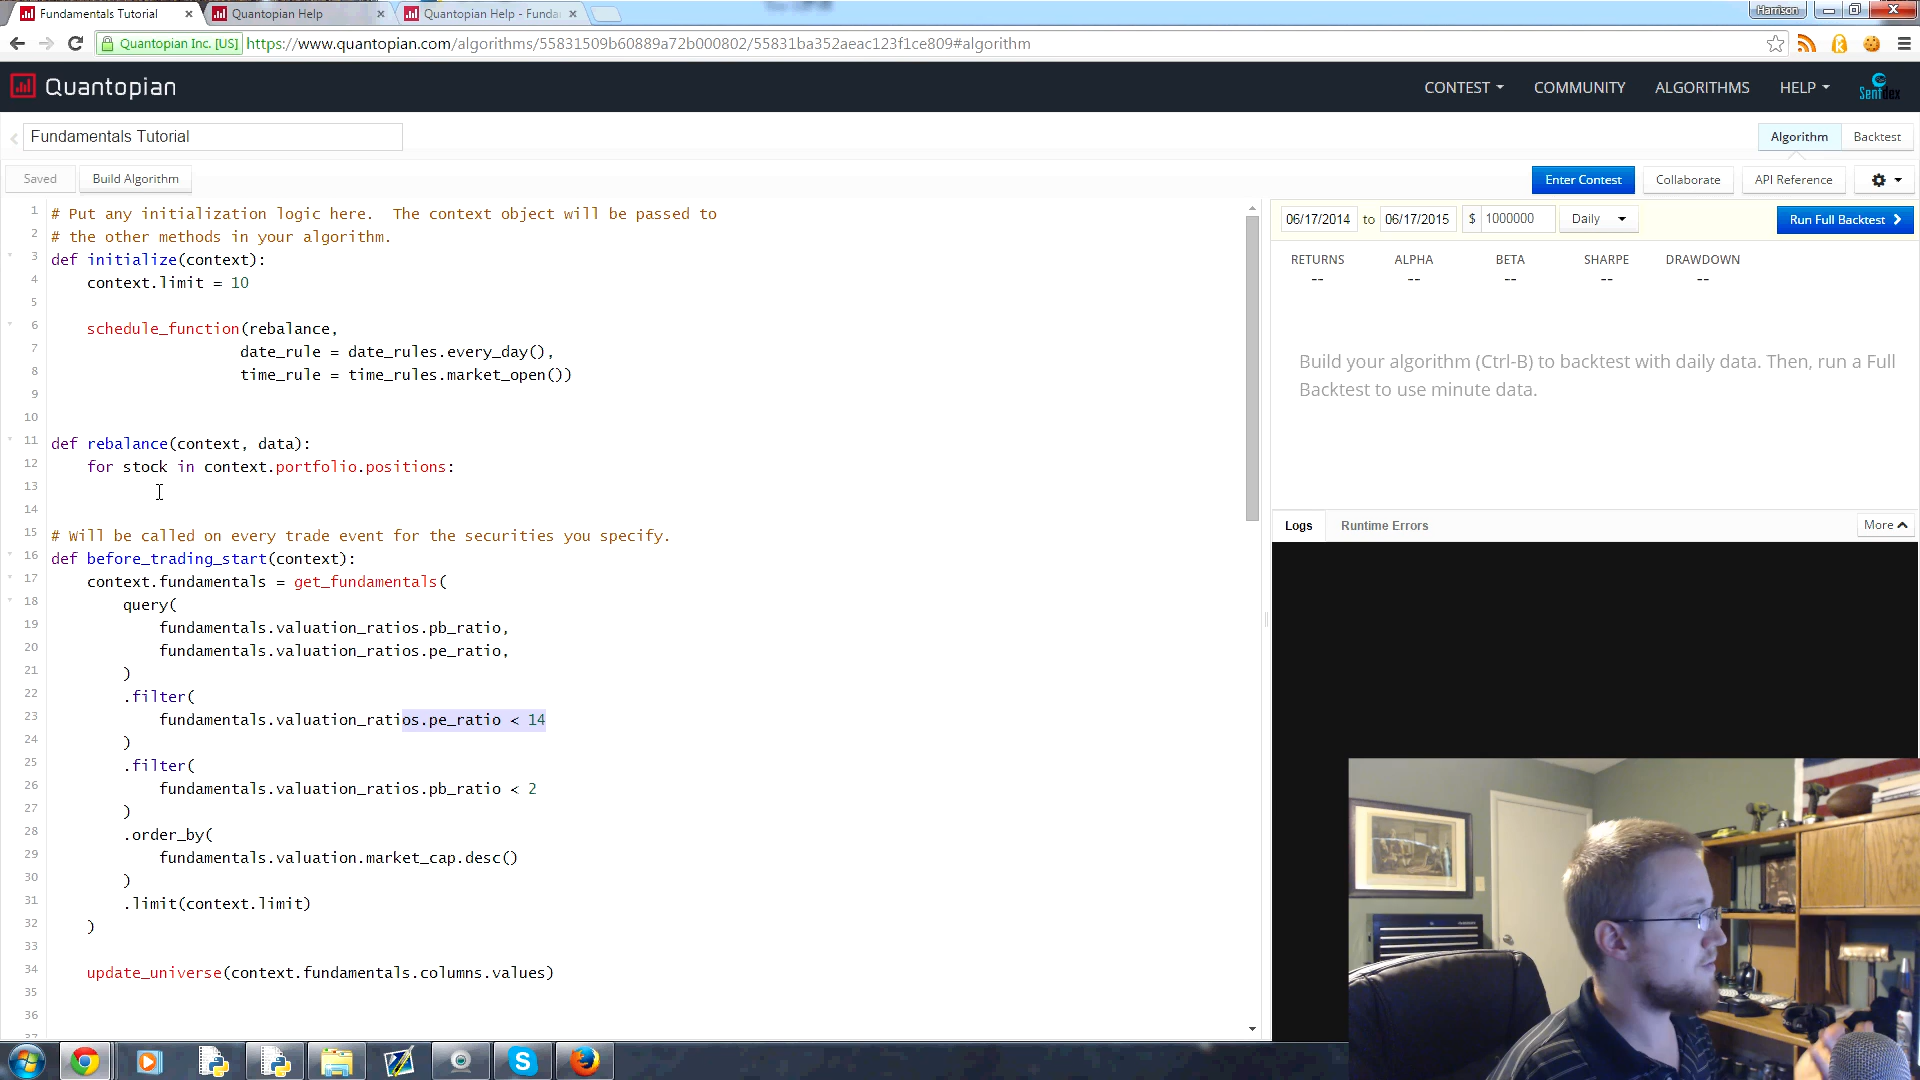 Fundamentals Tutorial
Quantopian Help
Quantopian Help - Funda
Harrison
Quantopian Inc. [US]
https://www.quantopian.com/algorithms/55831509b60889a72b000802/55831ba352aeac123f1ce809#algorithm
Quantopian
CONTEST
COMMUNITY
ALGORITHMS
HELP
Sentdex
Fundamentals Tutorial
Algorithm
Backtest
Saved
Build Algorithm
Enter Contest
Collaborate
API Reference
06/17/2014 to 06/17/2015 $ 1000000 Daily
Run Full Backtest
RETURNS
ALPHA
BETA
SHARPE
DRAWDOWN
--
--
--
--
--
Build your algorithm (Ctrl-B) to backtest with daily data. Then, run a Full
Backtest to use minute data.
Logs
Runtime Errors
More
1 # Put any initialization logic here.  The context object will be passed to
2 # the other methods in your algorithm.
3 def initialize(context):
4     context.limit = 10
5
6     schedule_function(rebalance,
7                      date_rule = date_rules.every_day(),
8                      time_rule = time_rules.market_open())
9
10
11 def rebalance(context, data):
12     for stock in context.portfolio.positions:
13
14
15 # Will be called on every trade event for the securities you specify.
16 def before_trading_start(context):
17     context.fundamentals = get_fundamentals(
18         query(
19             fundamentals.valuation_ratios.pb_ratio,
20             fundamentals.valuation_ratios.pe_ratio,
21         )
22         .filter(
23             fundamentals.valuation_ratios.pe_ratio < 14
24         )
25         .filter(
26             fundamentals.valuation_ratios.pb_ratio < 2
27         )
28         .order_by(
29             fundamentals.valuation.market_cap.desc()
30         )
31         .limit(context.limit)
32     )
33
34     update_universe(context.fundamentals.columns.values)
35
36
37